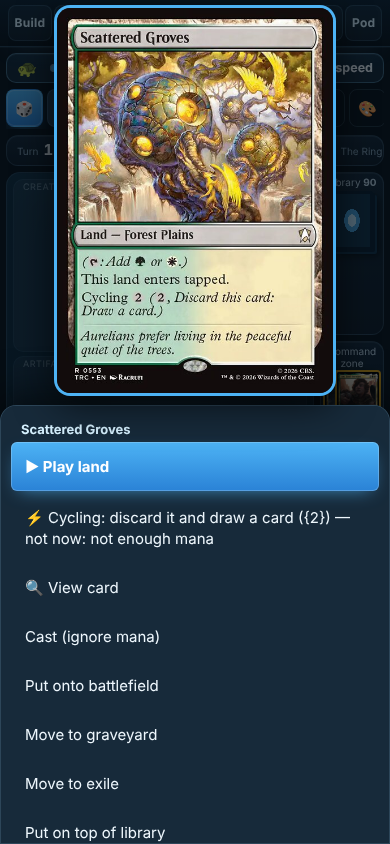 Build
Pod
Scattered Groves
speed
Turn 1
The Ring
brary 90
CREAT
Land — Forest Plains
(T: Add or .)
This land enters tapped.
Cycling 2 (2, Discard this card:
Draw a card.)
Aurelians prefer living in the peaceful
quiet of the trees.
ARTIFA
ommand
zone
R 0553
TRC • EN Racrufi
© 2026 CBS.
™ & © 2026 Wizards of the Coast
Scattered Groves
▶ Play land
⚡ Cycling: discard it and draw a card ({2}) —
not now: not enough mana
🔍 View card
Cast (ignore mana)
Put onto battlefield
Move to graveyard
Move to exile
Put on top of library